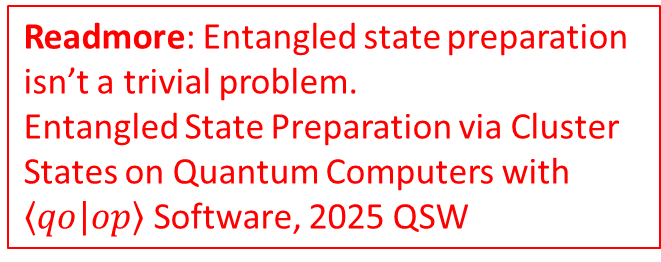 Readmore: Entangled state preparation
isn’t a trivial problem.
Entangled State Preparation via Cluster
States on Quantum Computers with
⟨𝑞𝑜|𝑜𝑝⟩ Software, 2025 QSW